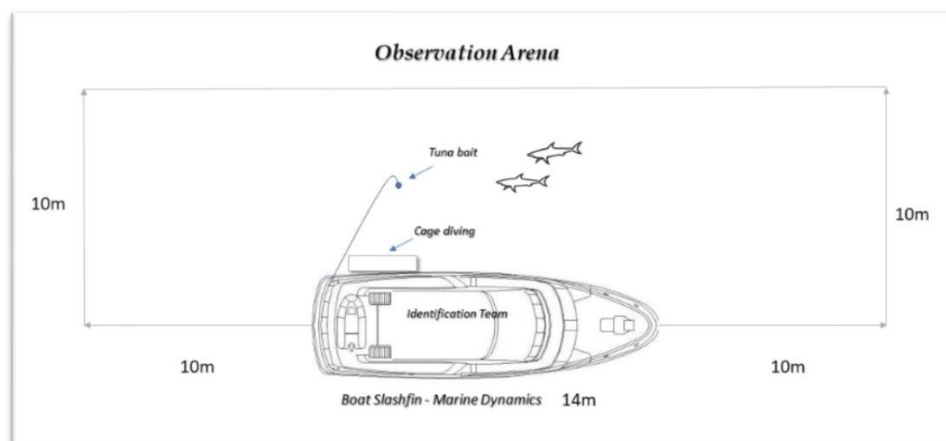 Observation Arena
Tuna bait
10m
10m
Cage diving
Identification Team
10m
10m
Boat Slashfin - Marine Dynamics 14m